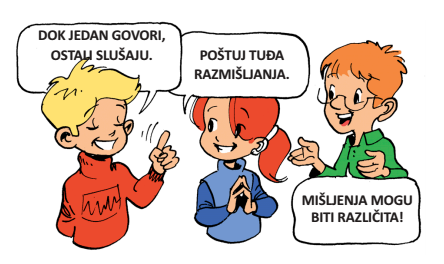 DOK JEDAN GOVORI,
OSTALI SLUŠAJU.
POŠTUJ TUĐA
RAZMIŠLJANJA.
MIŠLJENJA MOGU
BITI RAZLIČITA!